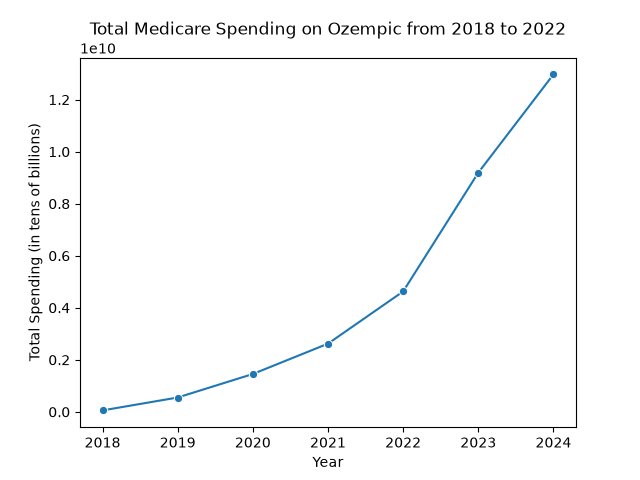 Total Medicare Spending on Ozempic from 2018 to 2022
1e10
1.2
1.0
0.8
0.6
0.4
0.2
0.0
Total Spending (in tens of billions)
2018 2019 2020 2021 2022 2023 2024
Year